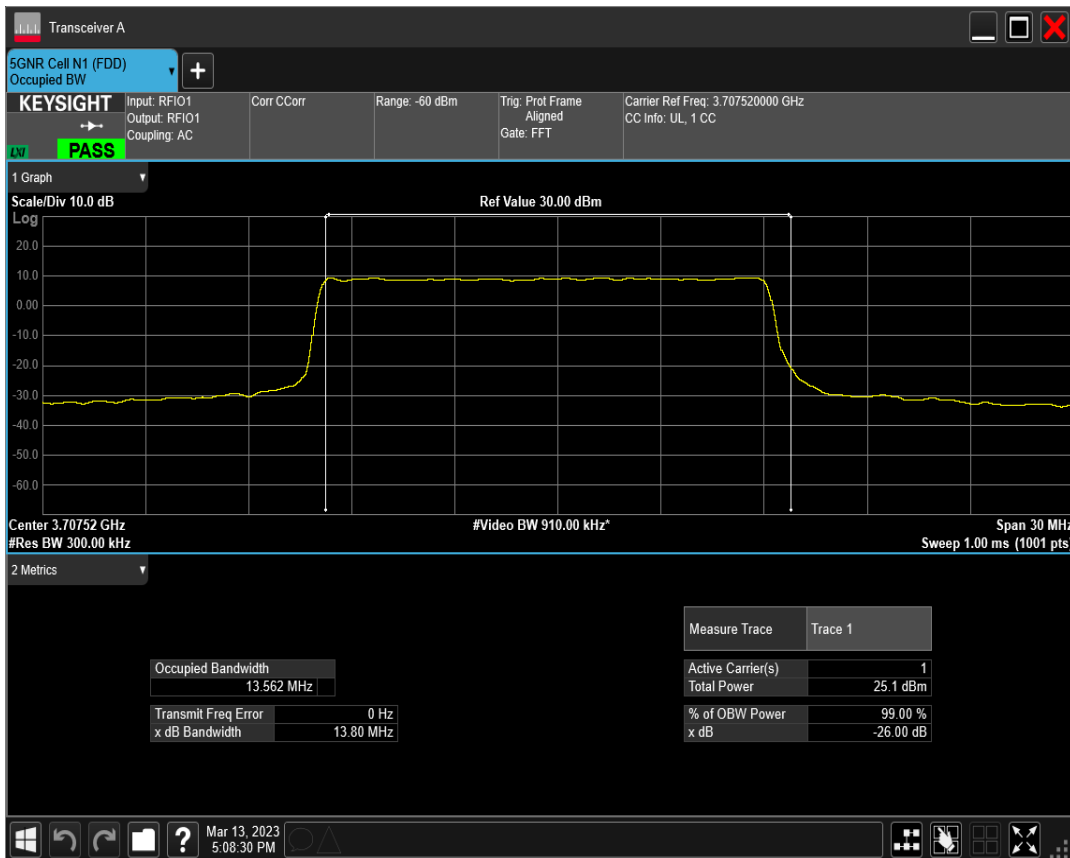 Transceiver A
5GNR Cell N1 (FDD)
Occupied BW
+
KEYSIGHT
LXI
PASS
Input: RFIO1
Output: RFIO1
Coupling: AC
Corr CCorr
Range: -60 dBm
Trig: Prot Frame
Aligned
Gate: FFT
Carrier Ref Freq: 3.707520000 GHz
CC Info: UL, 1 CC
1 Graph
Scale/Div 10.0 dB
Ref Value 30.00 dBm
Log
20.0
10.0
0.00
-10.0
-20.0
-30.0
-40.0
-50.0
-60.0
Center 3.70752 GHz
#Video BW 910.00 kHz*
Span 30 MHz
#Res BW 300.00 kHz
Sweep 1.00 ms (1001 pts)
2 Metrics
Measure Trace Trace 1
Occupied Bandwidth
13.562 MHz
Active Carrier(s) 1
Total Power 25.1 dBm
Transmit Freq Error 0 Hz
x dB Bandwidth 13.80 MHz
% of OBW Power 99.00 %
x dB -26.00 dB
?
Mar 13, 2023
5:08:30 PM